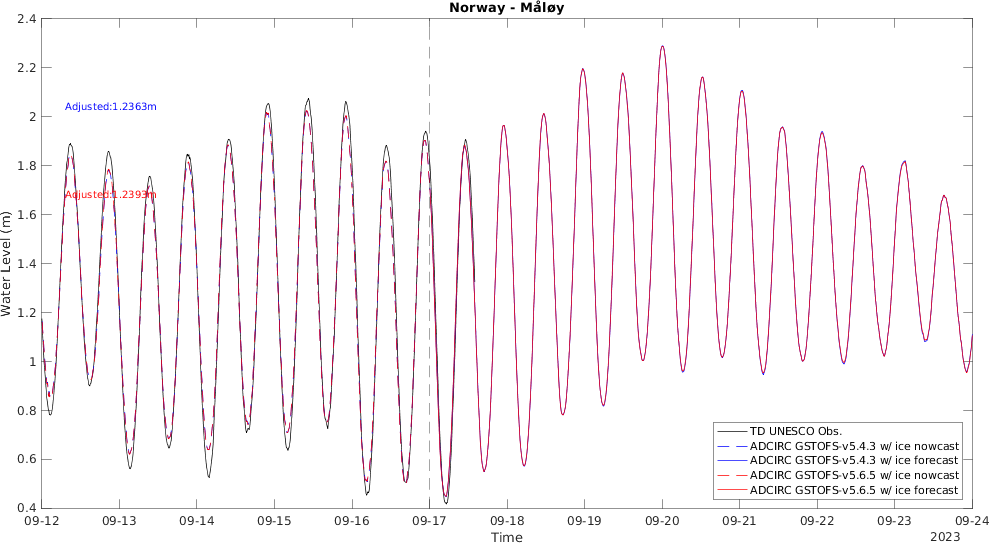 Norway - Måløy
2.4
2.2
2
1.8
1.6
1.4
1.2
1
0.8
0.6
0.4
Water Level (m)
Adjusted:1.2363m
Adjusted:1.2393m
TD UNESCO Obs.
ADCIRC GSTOFS-v5.4.3 w/ ice nowcast
ADCIRC GSTOFS-v5.4.3 w/ ice forecast
ADCIRC GSTOFS-v5.6.5 w/ ice nowcast
ADCIRC GSTOFS-v5.6.5 w/ ice forecast
09-12 09-13 09-14 09-15 09-16 09-17 09-18 09-19 09-20 09-21 09-22 09-23 09-24
Time
2023